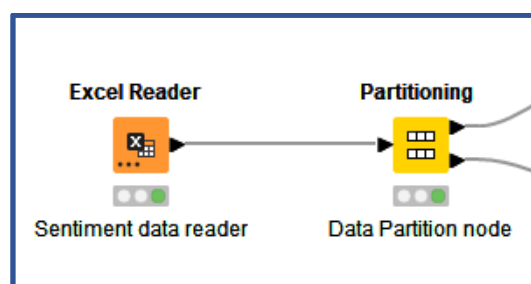 Excel Reader
Partitioning
Sentiment data reader
Data Partition node